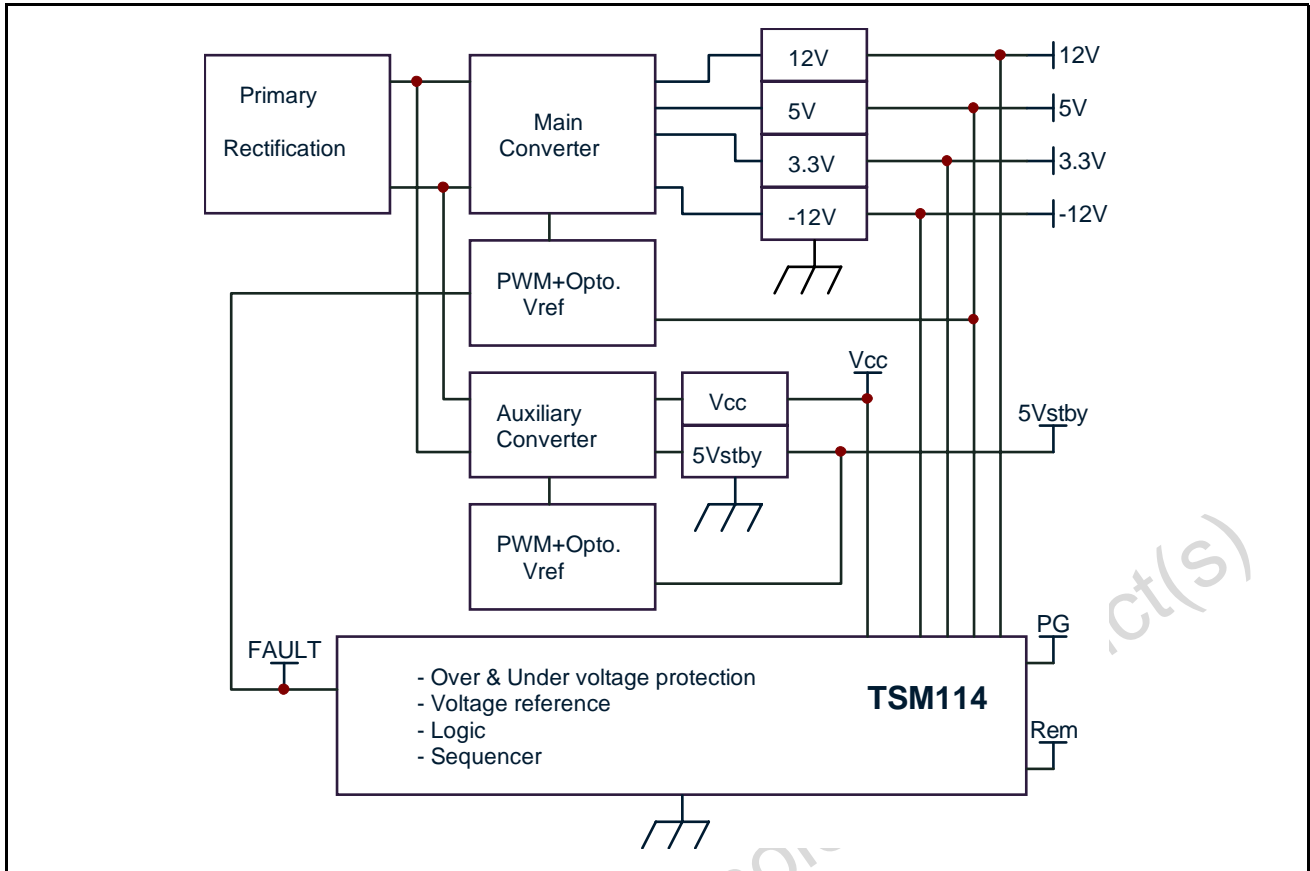 Primary
Rectification
Main
Converter
12V
5V
3.3V
-12V
12V
5V
3.3V
-12V
PWM+Opto.
Vref
Auxiliary
Converter
Vcc
5Vstby
Vcc
5Vstby
PWM+Opto.
Vref
FAULT
- Over & Under voltage protection
- Voltage reference
- Logic
- Sequencer
TSM114
PG
Rem
ct(s)